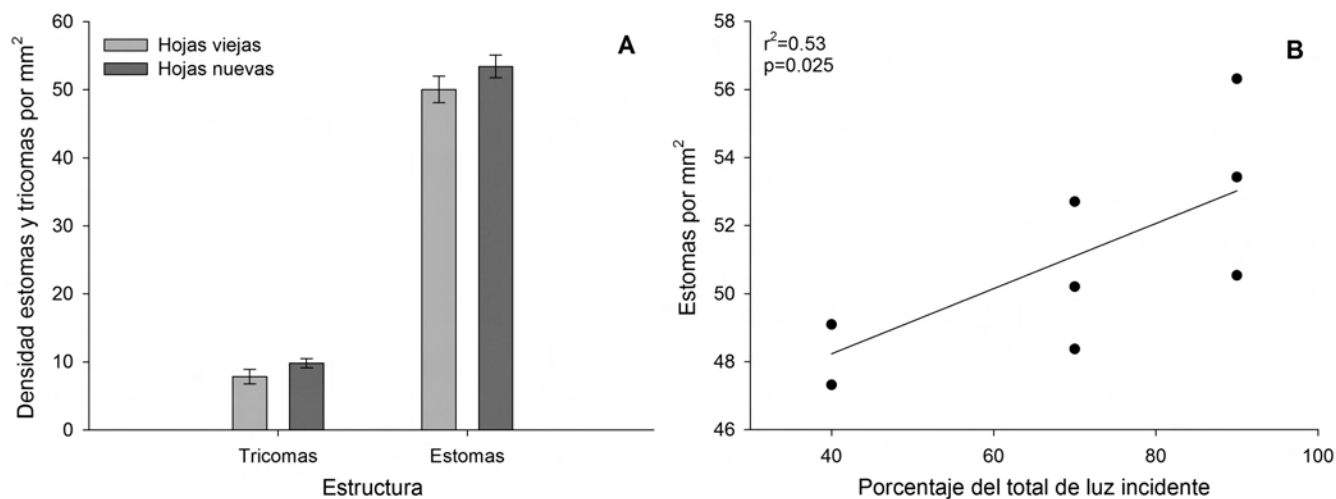 Densidad estomas y tricomas por mm²
60
50
40
30
20
10
0
Hojas viejas
Hojas nuevas
A
Tricomas
Estomas
Estructura
Estomas por mm²
58
56
54
52
50
48
46
r²=0.53
p=0.025
B
40
60
80
100
Porcentaje del total de luz incidente